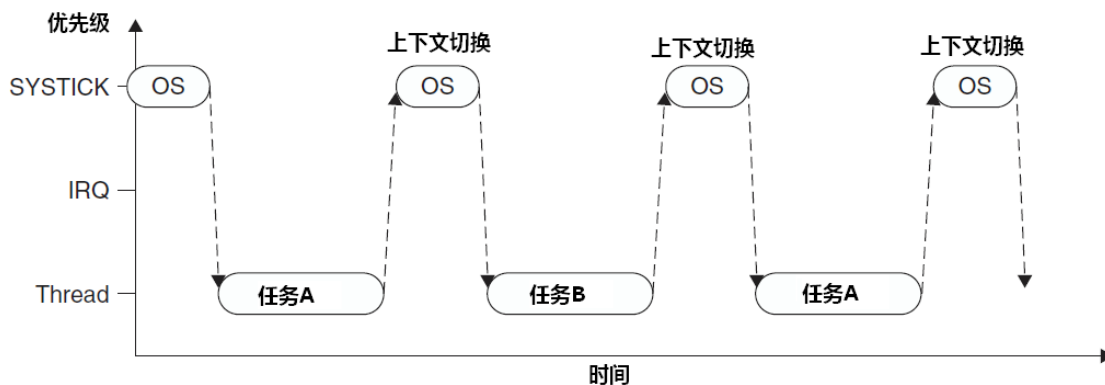 优先级
上下文切换
上下文切换
上下文切换
SYSTICK
OS
OS
OS
OS
IRQ
Thread
任务A
任务B
任务A
时间